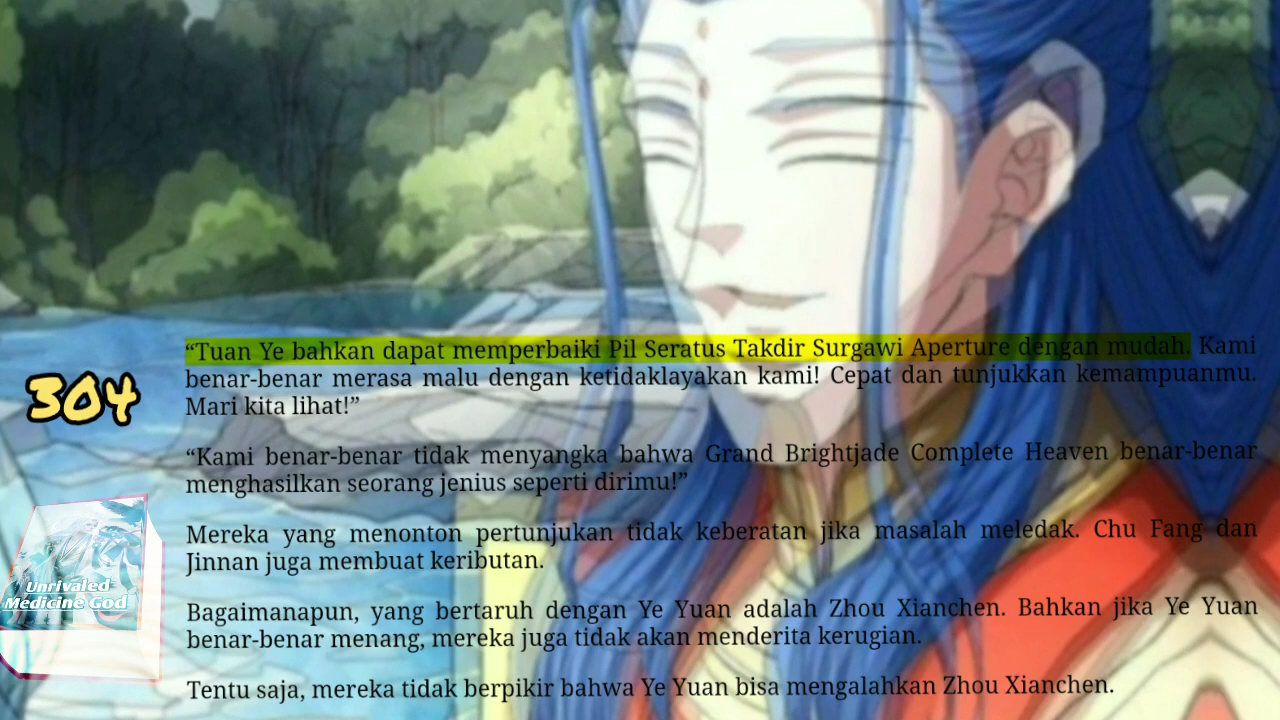 “Tuan Ye bahkan dapat memperbaiki Pil Seratus Takdir Surgawi Aperture dengan mudah. Kami
benar-benar merasa malu dengan ketidaklayakan kami! Cepat dan tunjukkan kemampuanmu.
Mari kita lihat!”
304
“Kami benar-benar tidak menyangka bahwa Grand Brightjade Complete Heaven benar-benar
menghasilkan seorang jenius seperti dirimu!”
Mereka yang menonton pertunjukan tidak keberatan jika masalah meledak. Chu Fang dan
Jinnan juga membuat keributan.
Unrivaled
Medicine God
Bagaimanapun, yang bertaruh dengan Ye Yuan adalah Zhou Xianchen. Bahkan jika Ye Yuan
benar-benar menang, mereka juga tidak akan menderita kerugian.
Tentu saja, mereka tidak berpikir bahwa Ye Yuan bisa mengalahkan Zhou Xianchen.